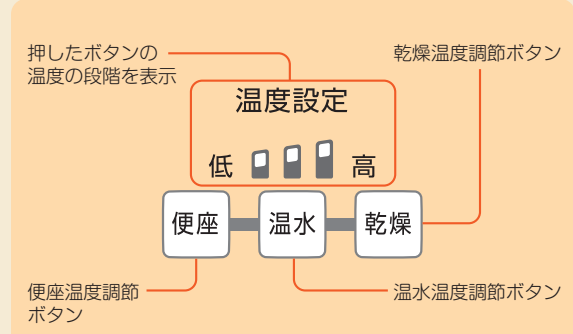 押したボタンの
温度の段階を表示
乾燥温度調節ボタン
温度設定
低 高
便座 温水 乾燥
便座温度調節
ボタン
温水温度調節ボタン